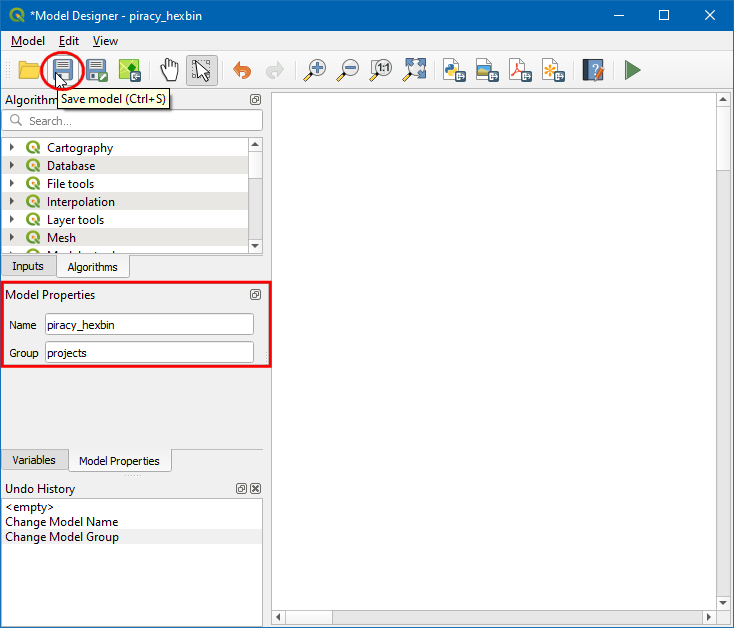 *Model Designer - piracy_hexbin
Model Edit View
1:1
Algorithm
Save model (Ctrl+S)
Search...
Cartography
Database
File tools
Interpolation
Layer tools
Mesh
Inputs Algorithms
Model Properties
Name piracy_hexbin
Group projects
Variables Model Properties
Undo History
<empty>
Change Model Name
Change Model Group